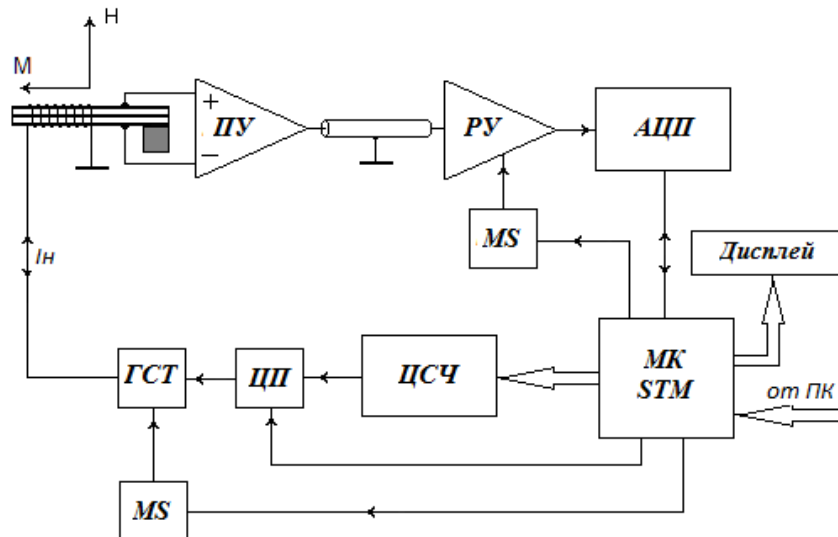 H
M
+
ПУ
−
РУ
АЦП
MS
Дисплей
Iн
ГСТ
ЦП
ЦСЧ
МК
STM
от ПК
MS